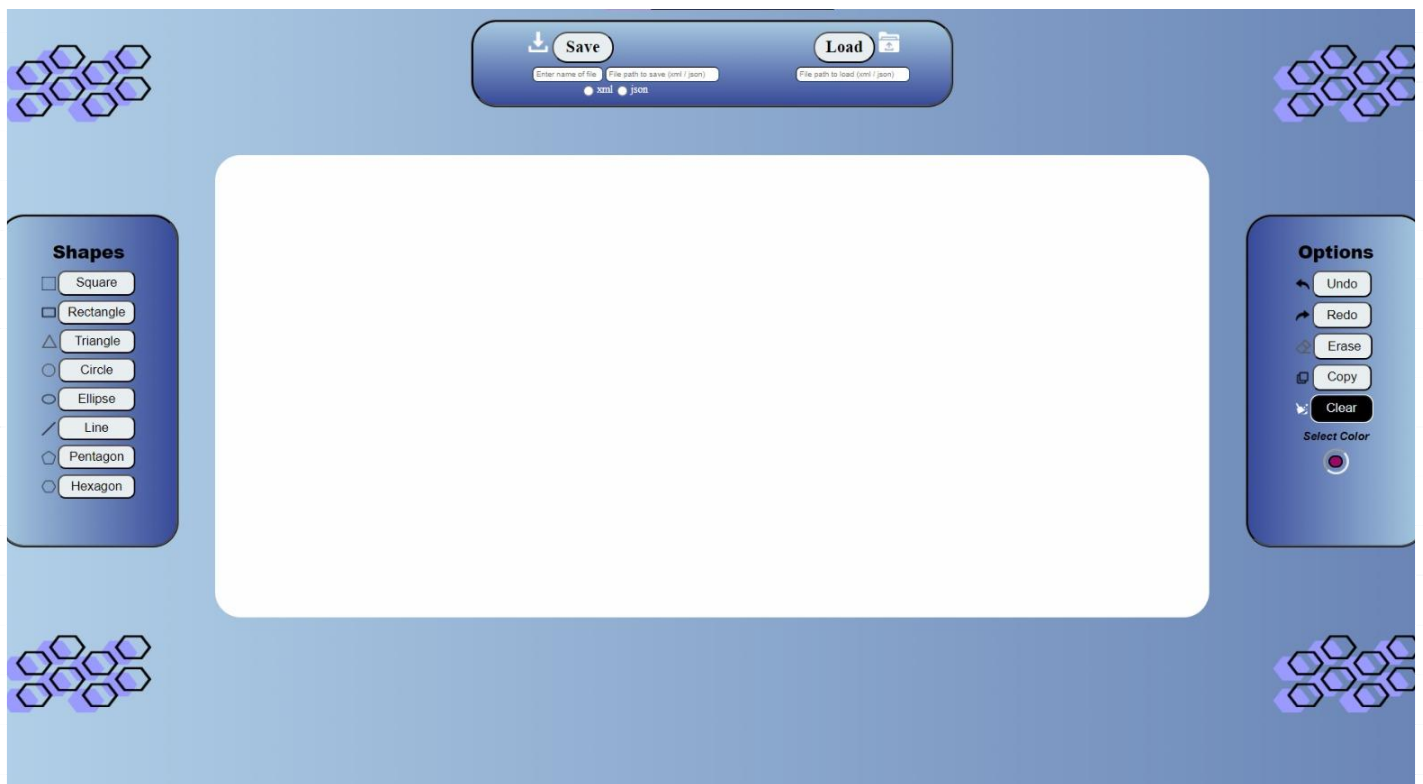 Save
Load
Enter name of file
File path to save (xml / json)
File path to load (xml / json)
xml
json
Shapes
Square
Rectangle
Triangle
Circle
Ellipse
Line
Pentagon
Hexagon
Options
Undo
Redo
Erase
Copy
Clear
Select Color